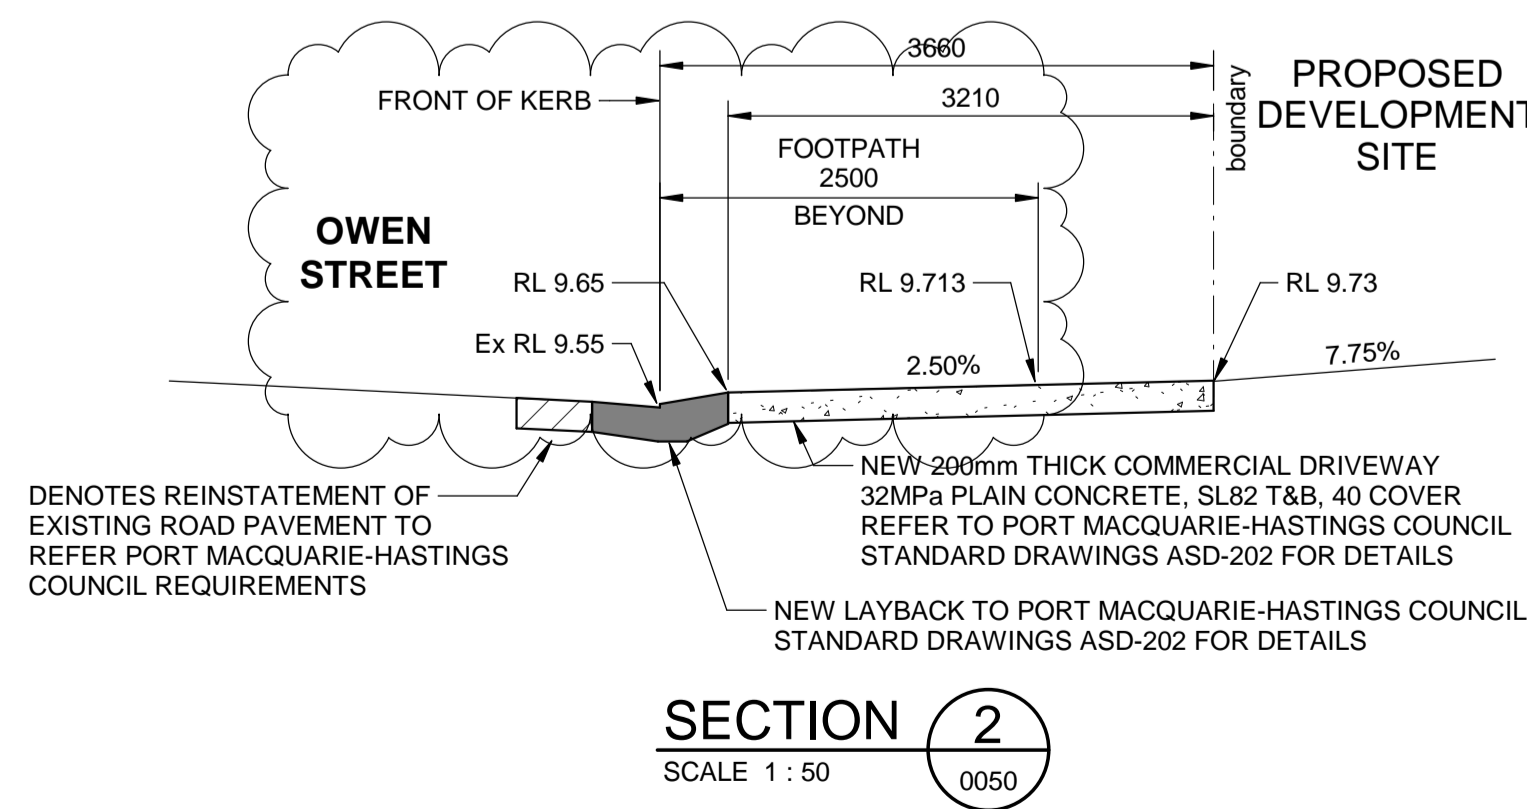 3660
FRONT OF KERB
3210
boundary
PROPOSED
DEVELOPMENT
SITE
FOOTPATH
2500
BEYOND
OWEN
STREET
RL 9.65
RL 9.713
RL 9.73
Ex RL 9.55
2.50%
7.75%
DENOTES REINSTATEMENT OF
EXISTING ROAD PAVEMENT TO
REFER PORT MACQUARIE-HASTINGS
COUNCIL REQUIREMENTS
NEW 200mm THICK COMMERCIAL DRIVEWAY
32MPa PLAIN CONCRETE, SL82 T&B, 40 COVER
REFER TO PORT MACQUARIE-HASTINGS COUNCIL
STANDARD DRAWINGS ASD-202 FOR DETAILS
NEW LAYBACK TO PORT MACQUARIE-HASTINGS COUNCIL
STANDARD DRAWINGS ASD-202 FOR DETAILS
SECTION
2
SCALE 1 : 50
0050